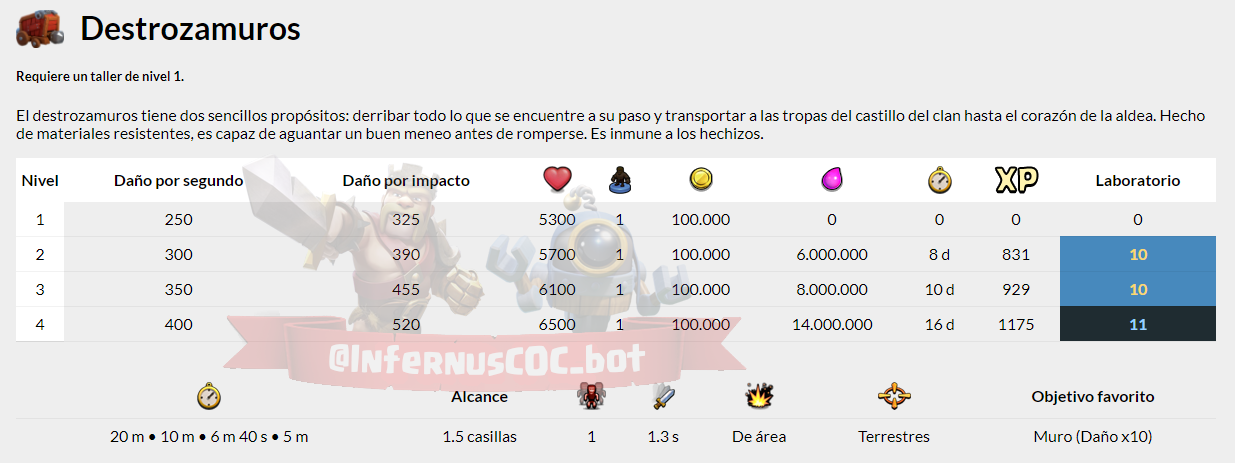 Destrozamuros
Requiere un taller de nivel 1.
El destrozamuros tiene dos sencillos propósitos: derribar todo lo que se encuentre a su paso y transportar a las tropas del castillo del clan hasta el corazón de la aldea. Hecho
de materiales resistentes, es capaz de aguantar un buen meneo antes de romperse. Es inmune a los hechizos.
Nivel Daño por segundo Daño por impacto XP Laboratorio
1 250 325 5300 1 100.000 0 0 0 0
2 300 390 5700 1 100.000 6.000.000 8 d 831 10
3 350 455 6100 1 100.000 8.000.000 10 d 929 10
4 400 520 6500 1 100.000 14.000.000 16 d 1175 11
@InfernusCOC_bot
Alcance Objetivo favorito
20 m • 10 m • 6 m 40 s • 5 m 1.5 casillas 1 1.3 s De área Terrestres Muro (Daño x10)